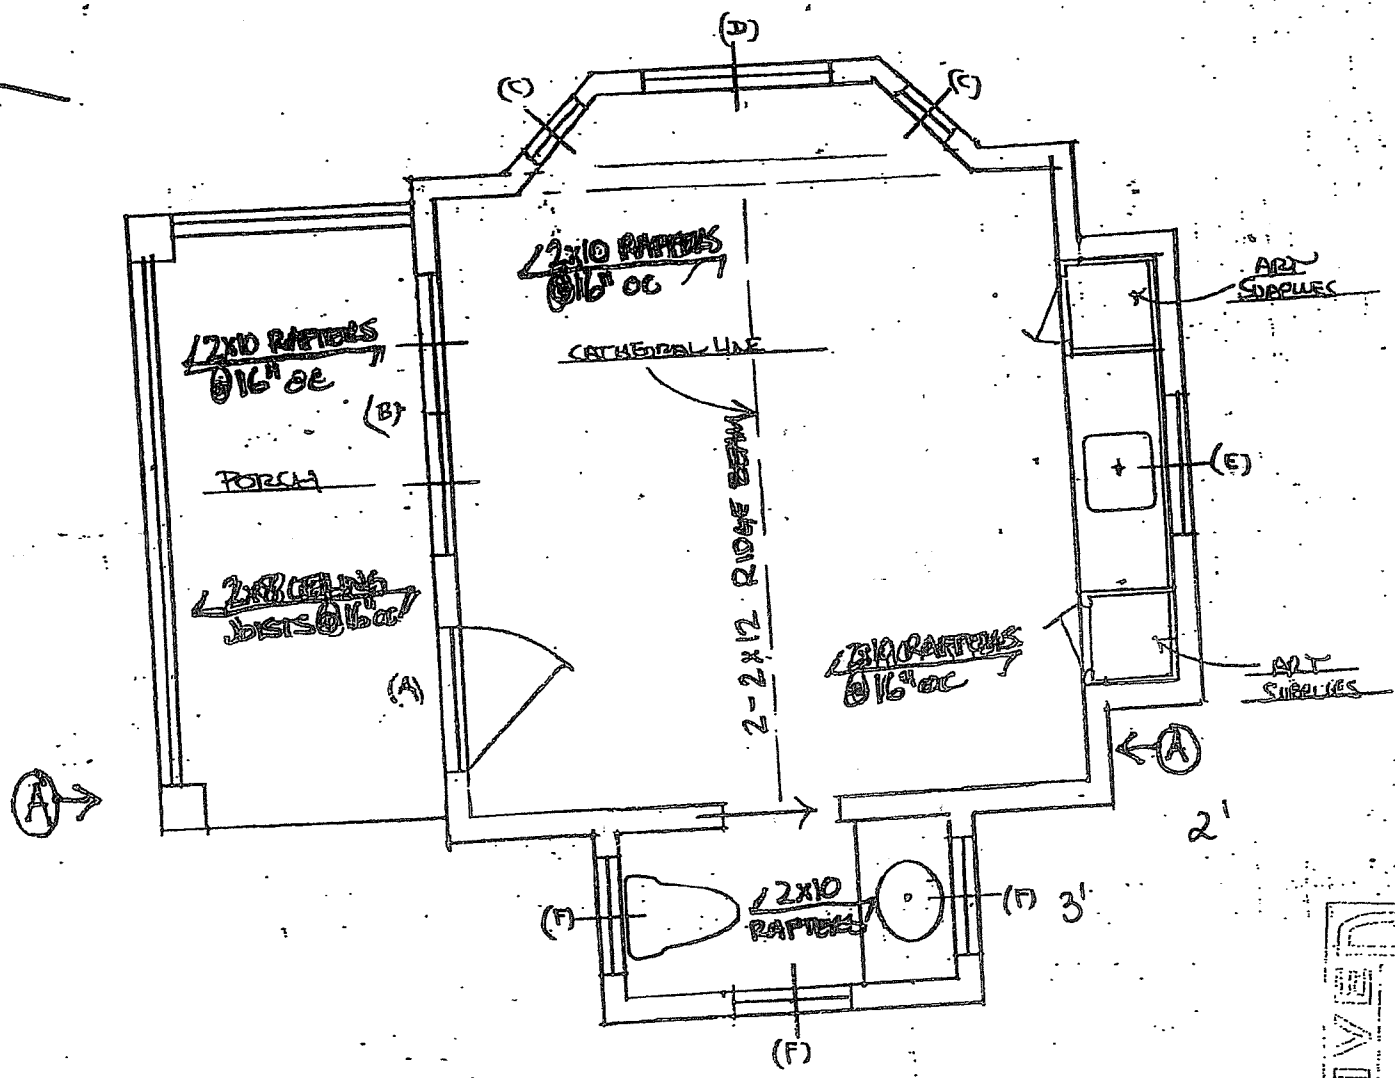 (D)
(C)
(C)
2x10 RAFTERS
@ 16" OC
ART
SUPPLIES
2x10 RAFTERS
@ 16" OC
CATHEDRAL LINE
(B)
PORCH
(E)
2-2x12 RIDGE BEAM
2x8 CEILING
JOISTS @ 16" OC
2x10 RAFTERS
@ 16" OC
ART
SUPPLIES
(A)
A
A
2'
2x10
RAFTERS
(F)
(F)
3'
(F)